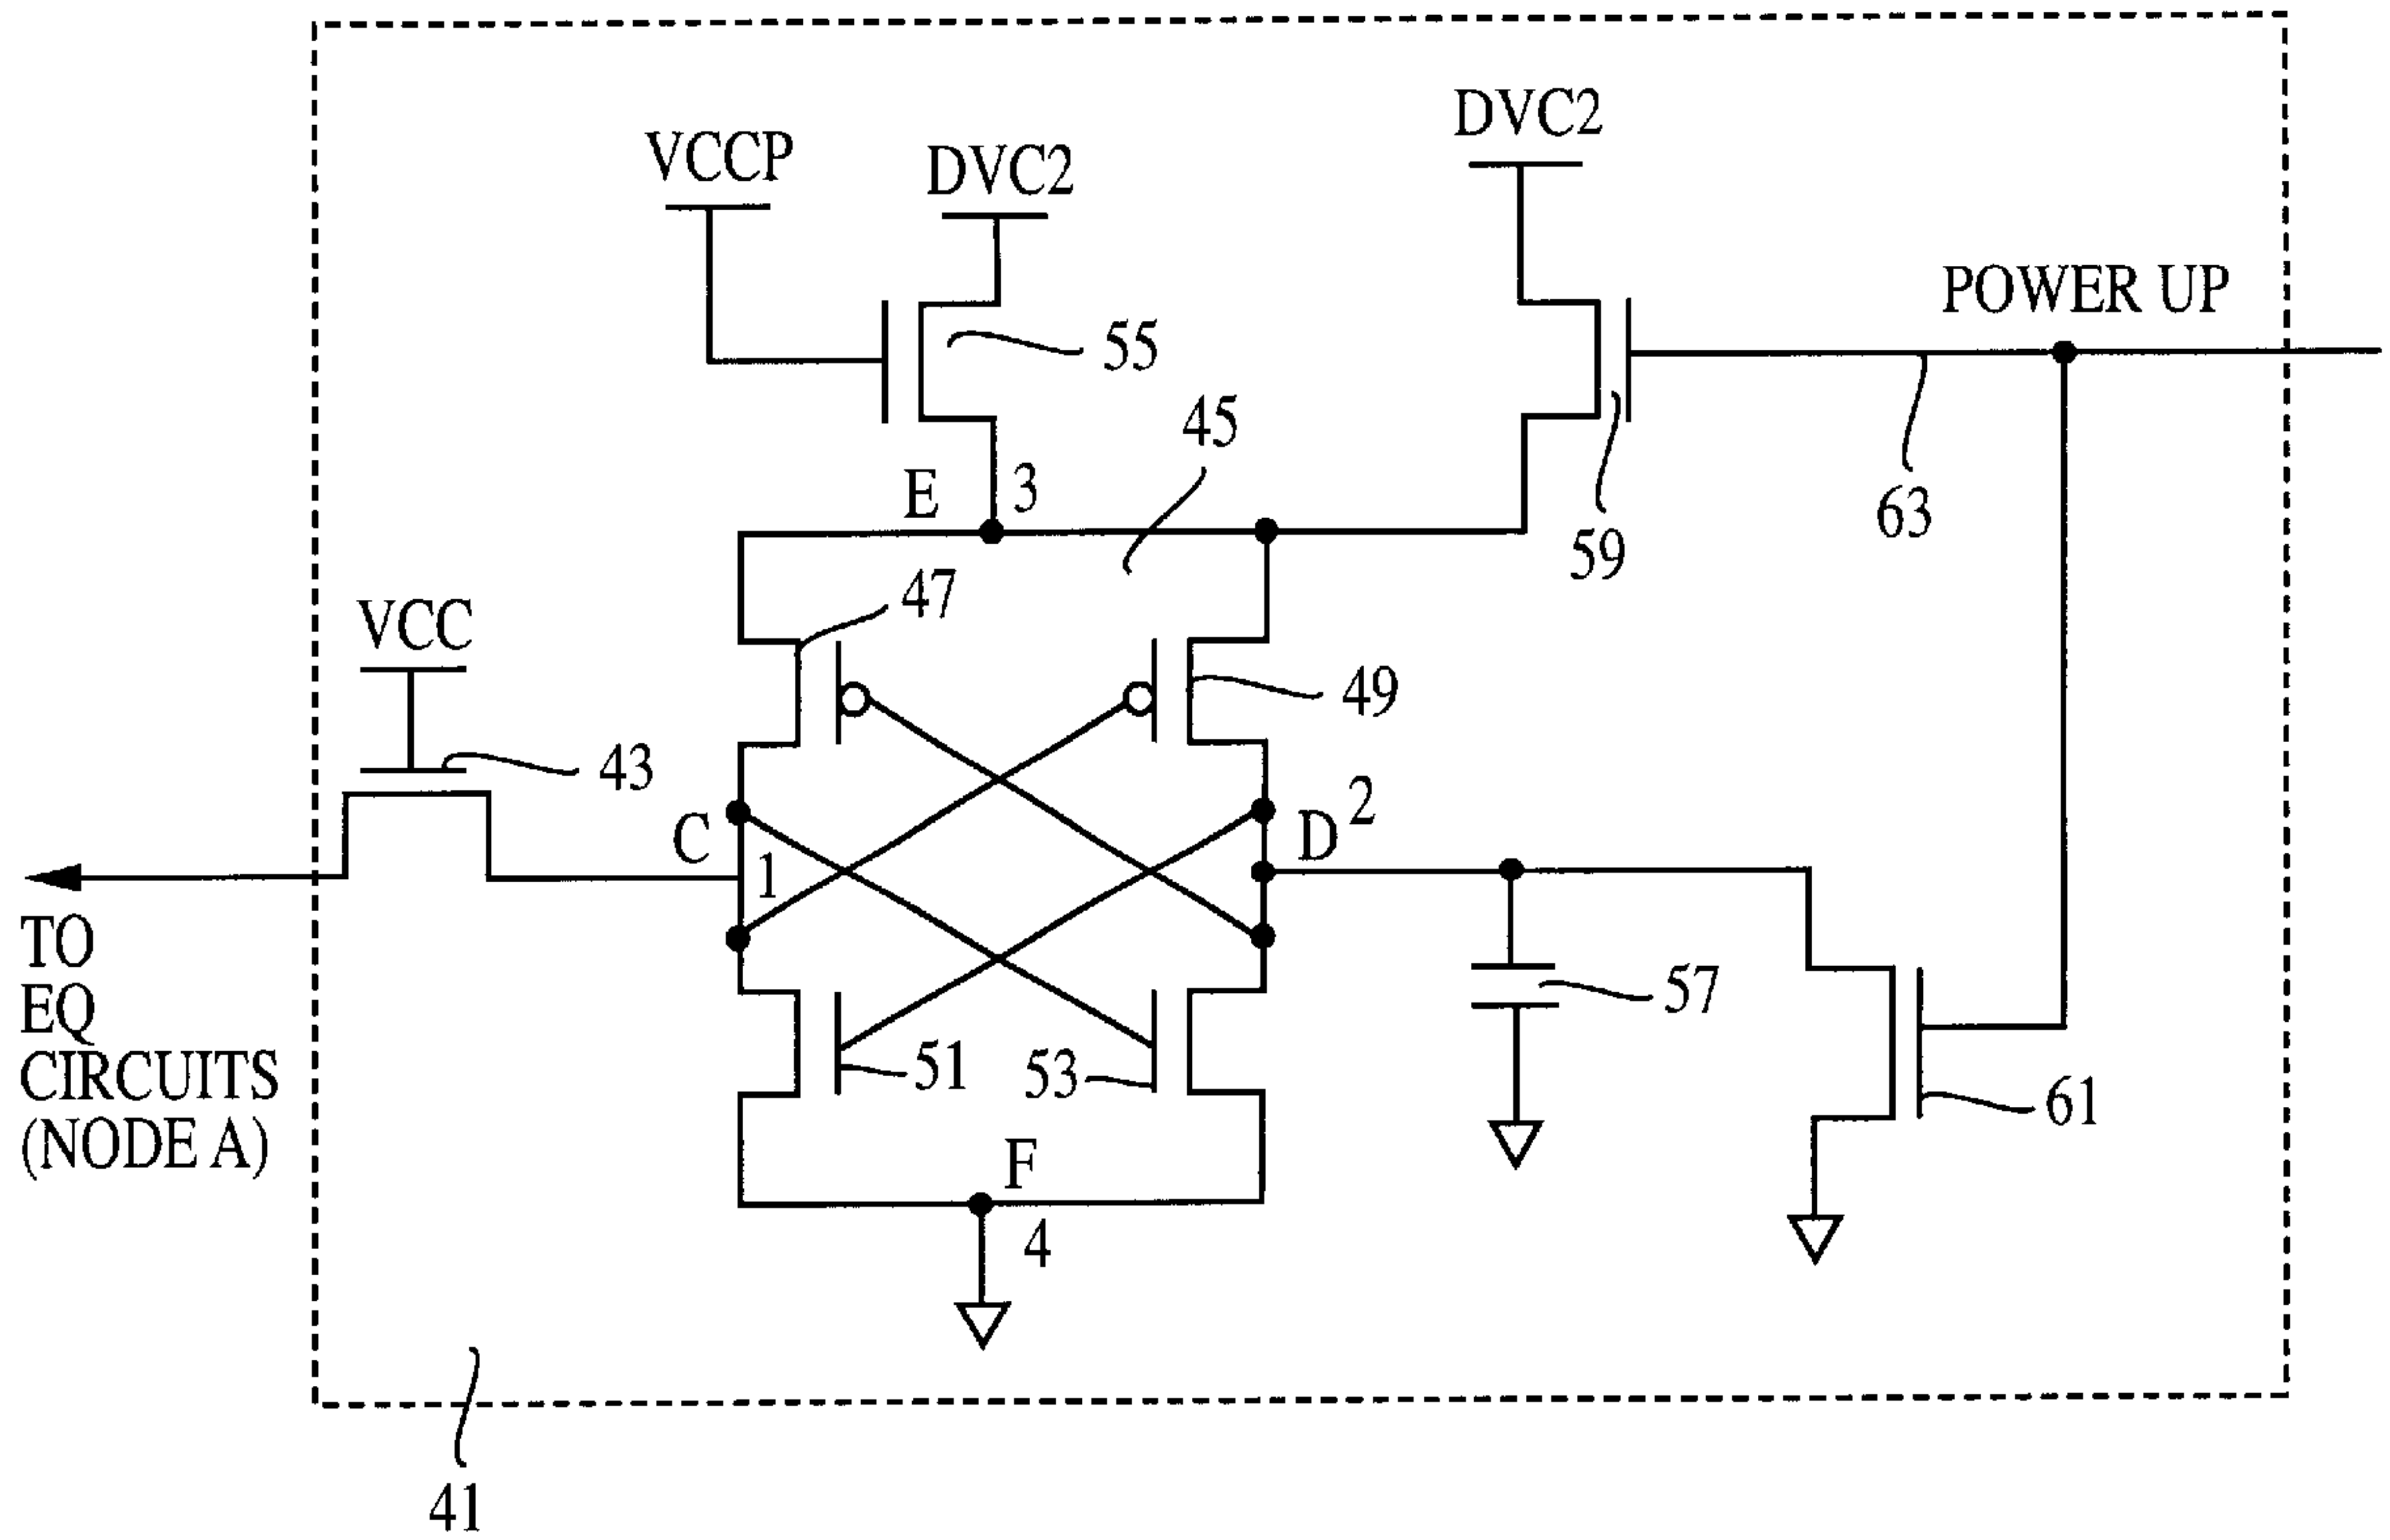 DVC2
VCCP
DVC2
POWER UP
55
45
E
3
63
59
47
VCC
49
43
C
1
D
2
TO
EQ
CIRCUITS
(NODE A)
57
51
53
61
F
4
41